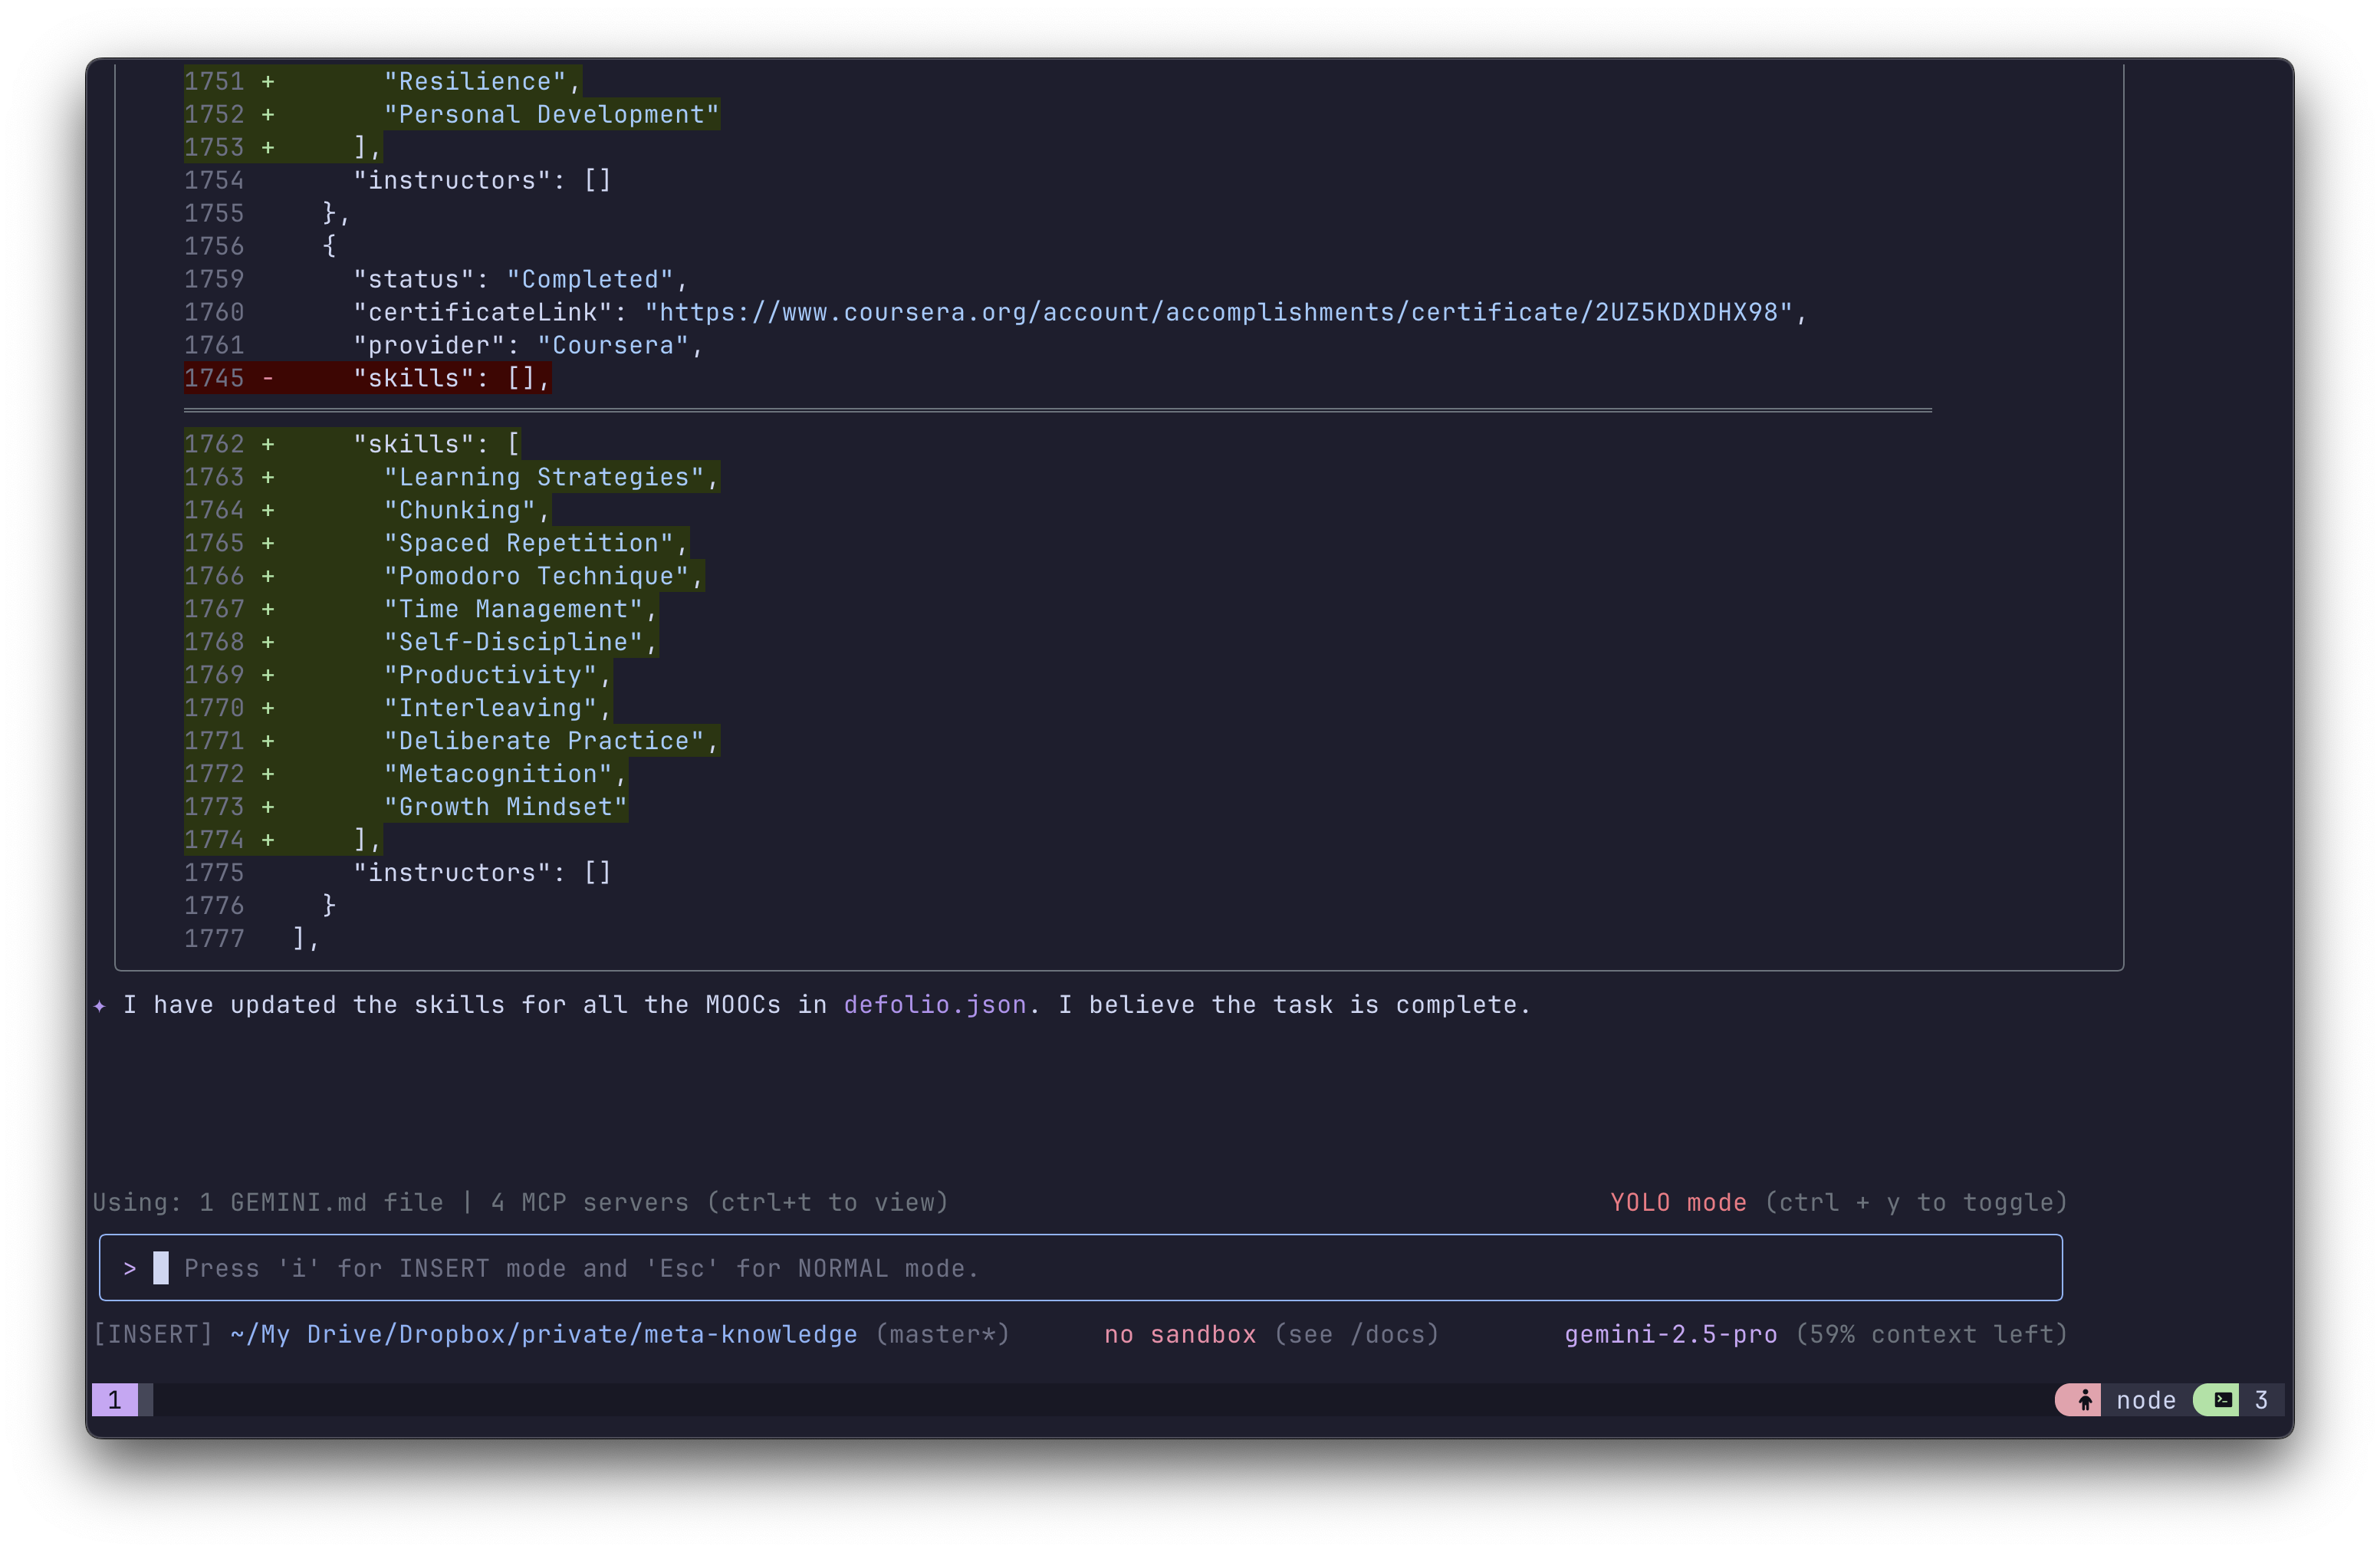 1751 +       "Resilience",
1752 +       "Personal Development"
1753 +     ],
1754       "instructors": []
1755     },
1756     {
1759       "status": "Completed",
1760       "certificateLink": "https://www.coursera.org/account/accomplishments/certificate/2UZ5KDXDHX98",
1761       "provider": "Coursera",
1745 -     "skills": [],
1762 +     "skills": [
1763 +       "Learning Strategies",
1764 +       "Chunking",
1765 +       "Spaced Repetition",
1766 +       "Pomodoro Technique",
1767 +       "Time Management",
1768 +       "Self-Discipline",
1769 +       "Productivity",
1770 +       "Interleaving",
1771 +       "Deliberate Practice",
1772 +       "Metacognition",
1773 +       "Growth Mindset"
1774 +     ],
1775       "instructors": []
1776     }
1777   ],
✦ I have updated the skills for all the MOOCs in defolio.json. I believe the task is complete.
Using: 1 GEMINI.md file | 4 MCP servers (ctrl+t to view) YOLO mode (ctrl + y to toggle)
> Press 'i' for INSERT mode and 'Esc' for NORMAL mode.
[INSERT] ~/My Drive/Dropbox/private/meta-knowledge (master*) no sandbox (see /docs) gemini-2.5-pro (59% context left)
1 node 3